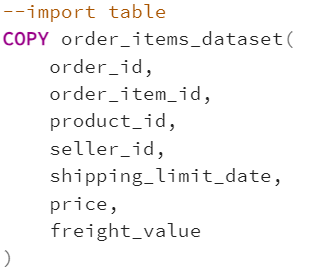 --import table
COPY order_items_dataset(
    order_id,
    order_item_id,
    product_id,
    seller_id,
    shipping_limit_date,
    price,
    freight_value
)